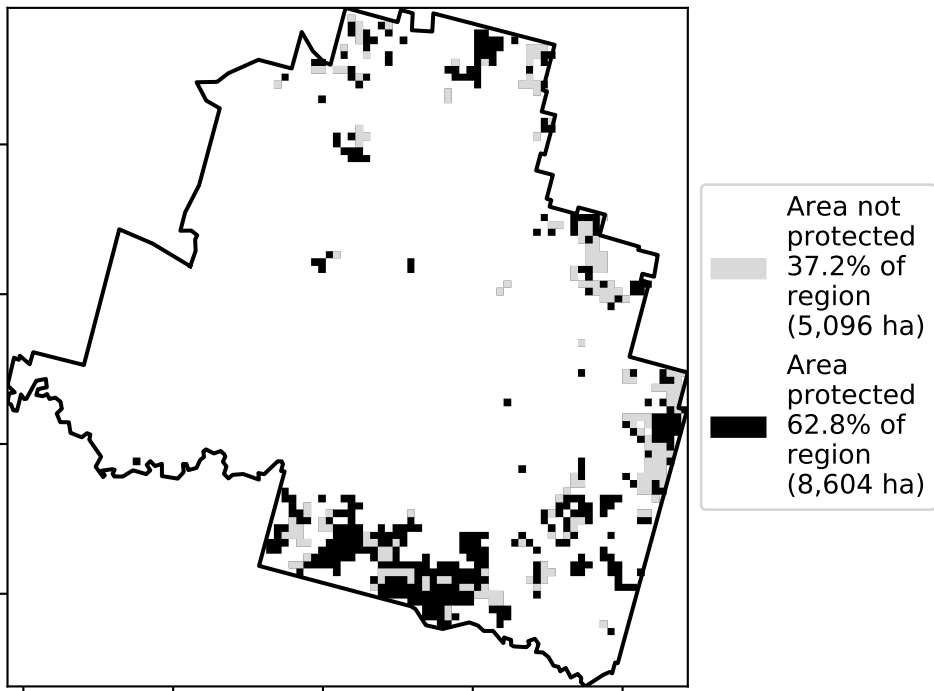 Area not
protected
37.2% of
region
(5,096 ha)
Area
protected
62.8% of
region
(8,604 ha)